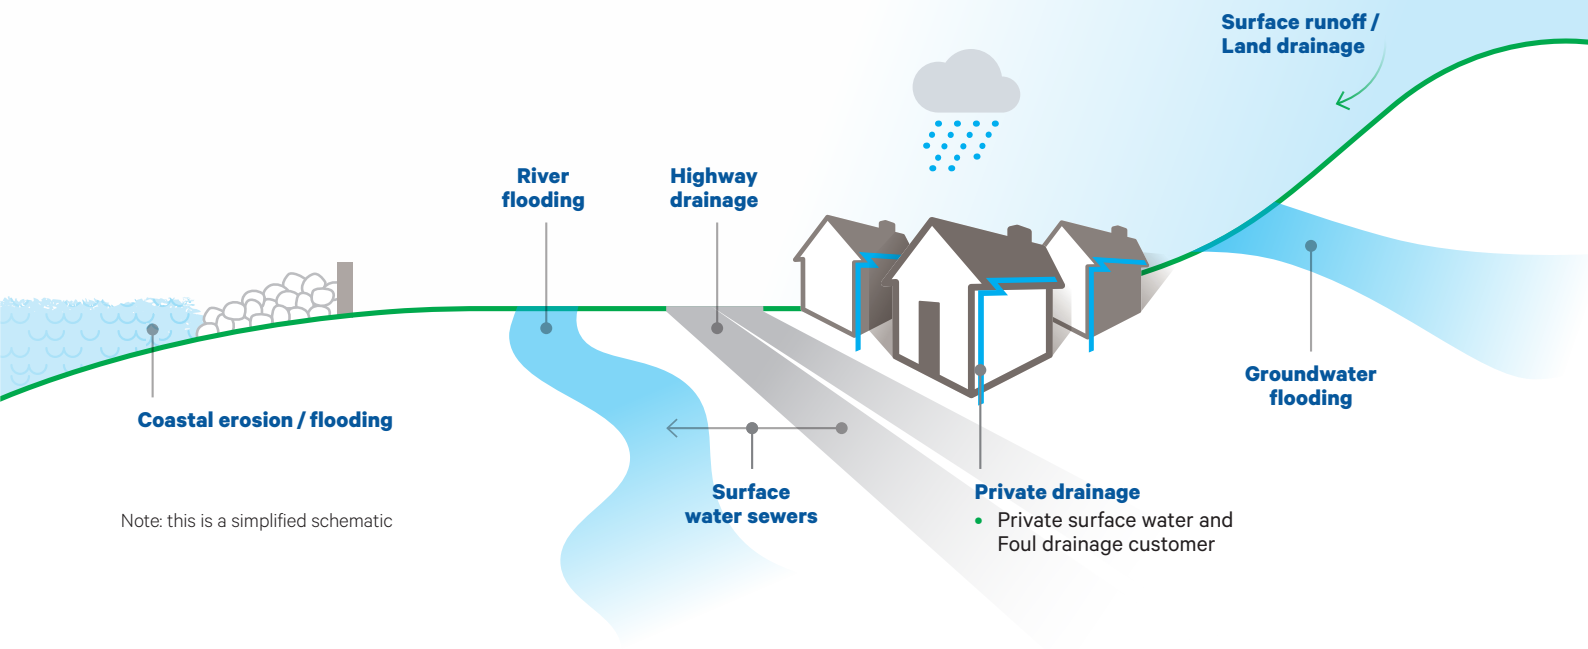 Surface runoff /
Land drainage
River
flooding
Highway
drainage
Groundwater
flooding
Coastal erosion / flooding
Surface
water sewers
Private drainage
• Private surface water and
Foul drainage customer
Note: this is a simplified schematic